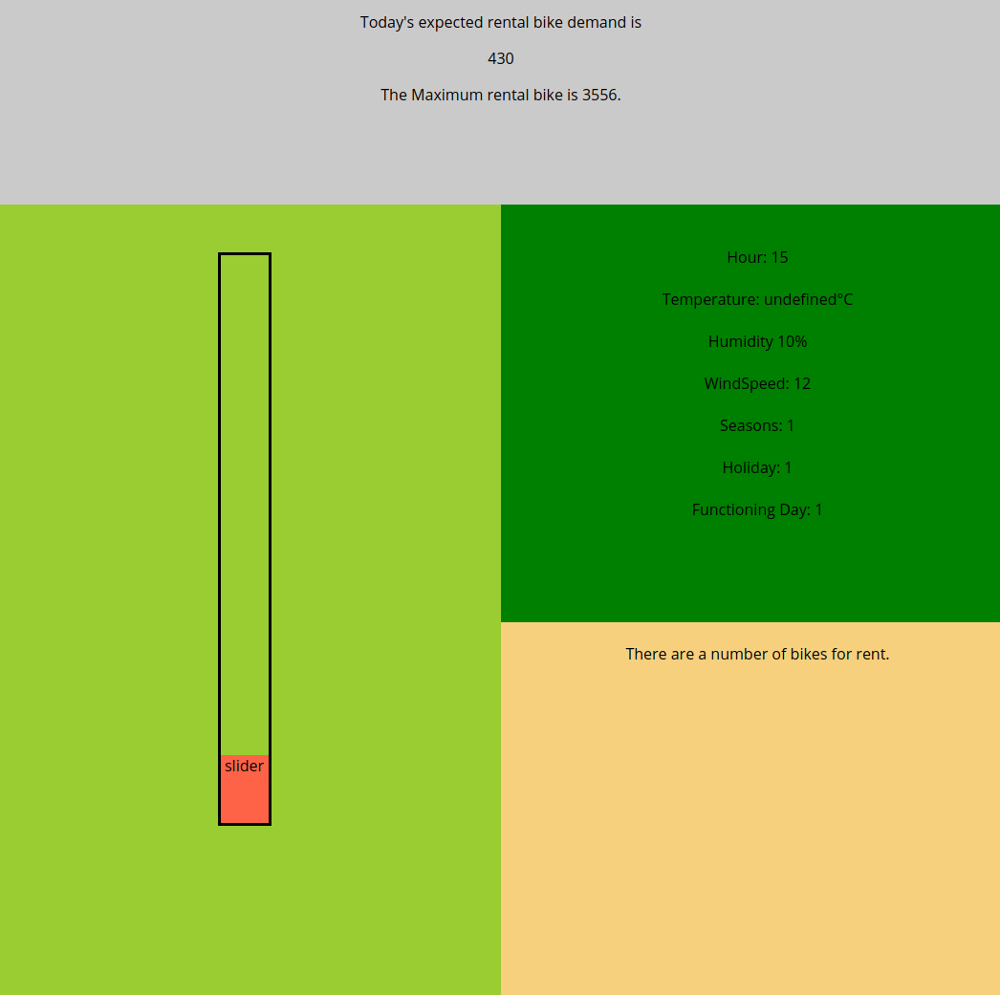 Today's expected rental bike demand is
430
The Maximum rental bike is 3556.
Hour: 15
Temperature: undefined°C
Humidity 10%
WindSpeed: 12
Seasons: 1
Holiday: 1
Functioning Day: 1
slider
There are a number of bikes for rent.